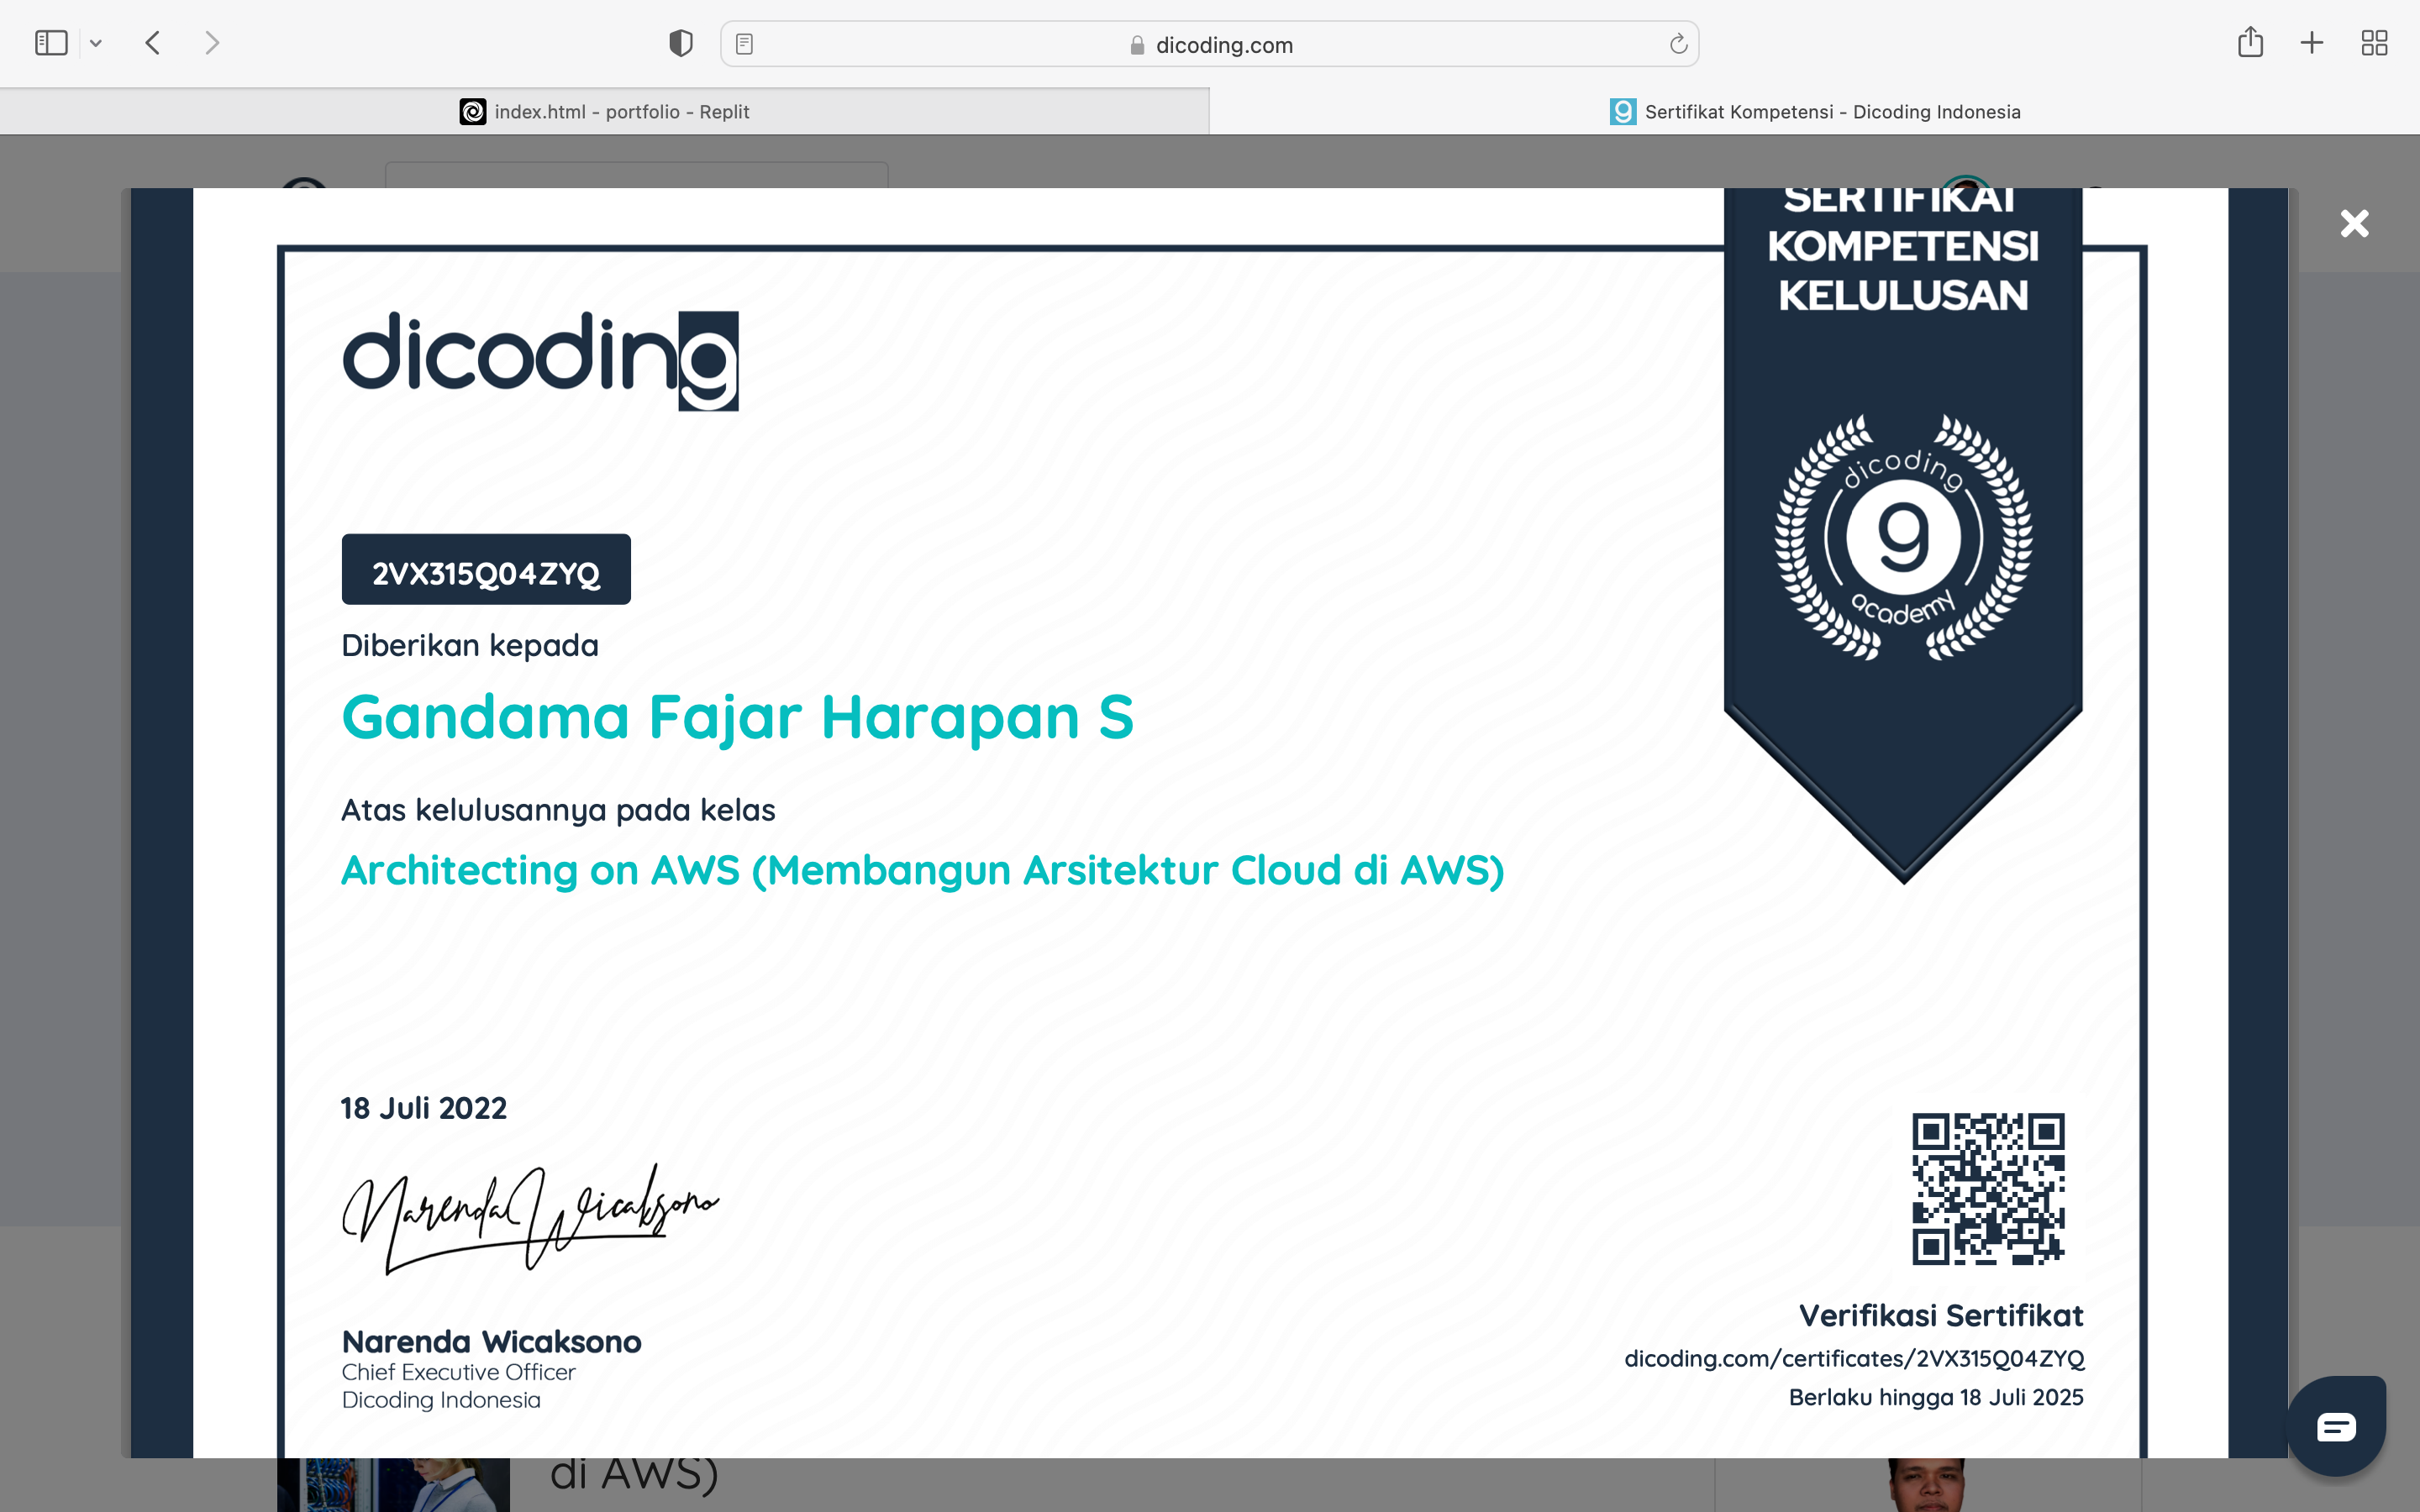 dicoding.com
index.html - portfolio - Replit
Sertifikat Kompetensi - Dicoding Indonesia
SERTIFIKAT
KOMPETENSI
KELULUSAN
dicoding
dicoding
g
academy
2VX315Q04ZYQ
Diberikan kepada
Gandama Fajar Harapan S
Atas kelulusannya pada kelas
Architecting on AWS (Membangun Arsitektur Cloud di AWS)
18 Juli 2022
Narenda Wicaksono
Narenda Wicaksono
Chief Executive Officer
Dicoding Indonesia
Verifikasi Sertifikat
dicoding.com/certificates/2VX315Q04ZYQ
Berlaku hingga 18 Juli 2025
di AWS)